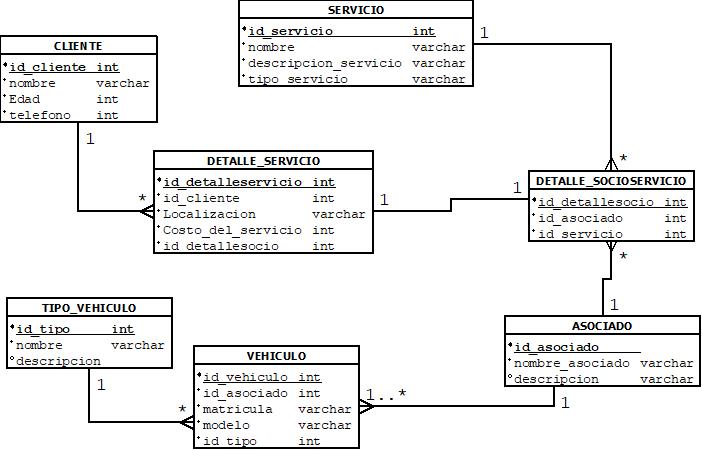 SERVICIO
*id_servicio int
*nombre varchar
*descripcion_servicio varchar
*tipo_servicio varchar
1
CLIENTE
*id_cliente int
*nombre varchar
*Edad int
*telefono int
1
*
DETALLE_SERVICIO
*id_detalleservicio int
*id_cliente int
*Localizacion varchar
*Costo_del_servicio int
*id_detallesocio int
*
1
1
DETALLE_SOCIOSERVICIO
*id_detallesocio int
*id_asociado int
*id_servicio int
*
1
TIPO_VEHICULO
*id_tipo int
*nombre varchar
°descripcion
1
*
VEHICULO
*id_vehiculo int
*id_asociado int
*matricula varchar
*modelo varchar
*id_tipo int
1..*
ASOCIADO
*id_asociado
*nombre_asociado varchar
°descripcion varchar
1